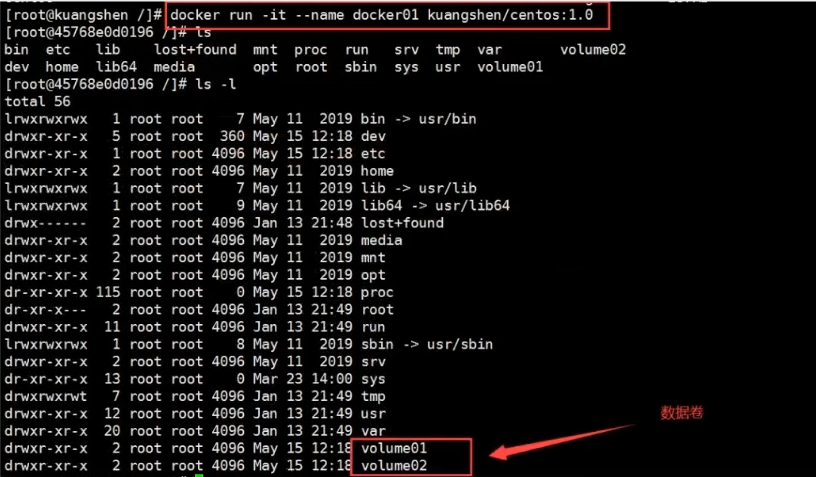 [root@kuangshen /]# docker run -it --name docker01 kuangshen/centos:1.0
[root@45768e0d0196 /]# ls
bin  etc   lib    lost+found  mnt  proc  run   srv  tmp  var       volume02
dev  home  lib64  media       opt  root  sbin  sys  usr  volume01
[root@45768e0d0196 /]# ls -l
total 56
lrwxrwxrwx   1 root root    7 May 11  2019 bin -> usr/bin
drwxr-xr-x   5 root root  360 May 15 12:18 dev
drwxr-xr-x   1 root root 4096 May 15 12:18 etc
drwxr-xr-x   2 root root 4096 May 11  2019 home
lrwxrwxrwx   1 root root    7 May 11  2019 lib -> usr/lib
lrwxrwxrwx   1 root root    9 May 11  2019 lib64 -> usr/lib64
drwx------   2 root root 4096 Jan 13 21:48 lost+found
drwxr-xr-x   2 root root 4096 May 11  2019 media
drwxr-xr-x   2 root root 4096 May 11  2019 mnt
drwxr-xr-x   2 root root 4096 May 11  2019 opt
dr-xr-xr-x 115 root root    0 May 15 12:18 proc
dr-xr-x---   2 root root 4096 Jan 13 21:49 root
drwxr-xr-x  11 root root 4096 Jan 13 21:49 run
lrwxrwxrwx   1 root root    8 May 11  2019 sbin -> usr/sbin
drwxr-xr-x   2 root root 4096 May 11  2019 srv
dr-xr-xr-x  13 root root    0 Mar 23 14:00 sys
drwxrwxrwt   7 root root 4096 Jan 13 21:49 tmp
drwxr-xr-x  12 root root 4096 Jan 13 21:49 usr
drwxr-xr-x  20 root root 4096 Jan 13 21:49 var
数据卷
drwxr-xr-x   2 root root 4096 May 15 12:18 volume01
drwxr-xr-x   2 root root 4096 May 15 12:18 volume02